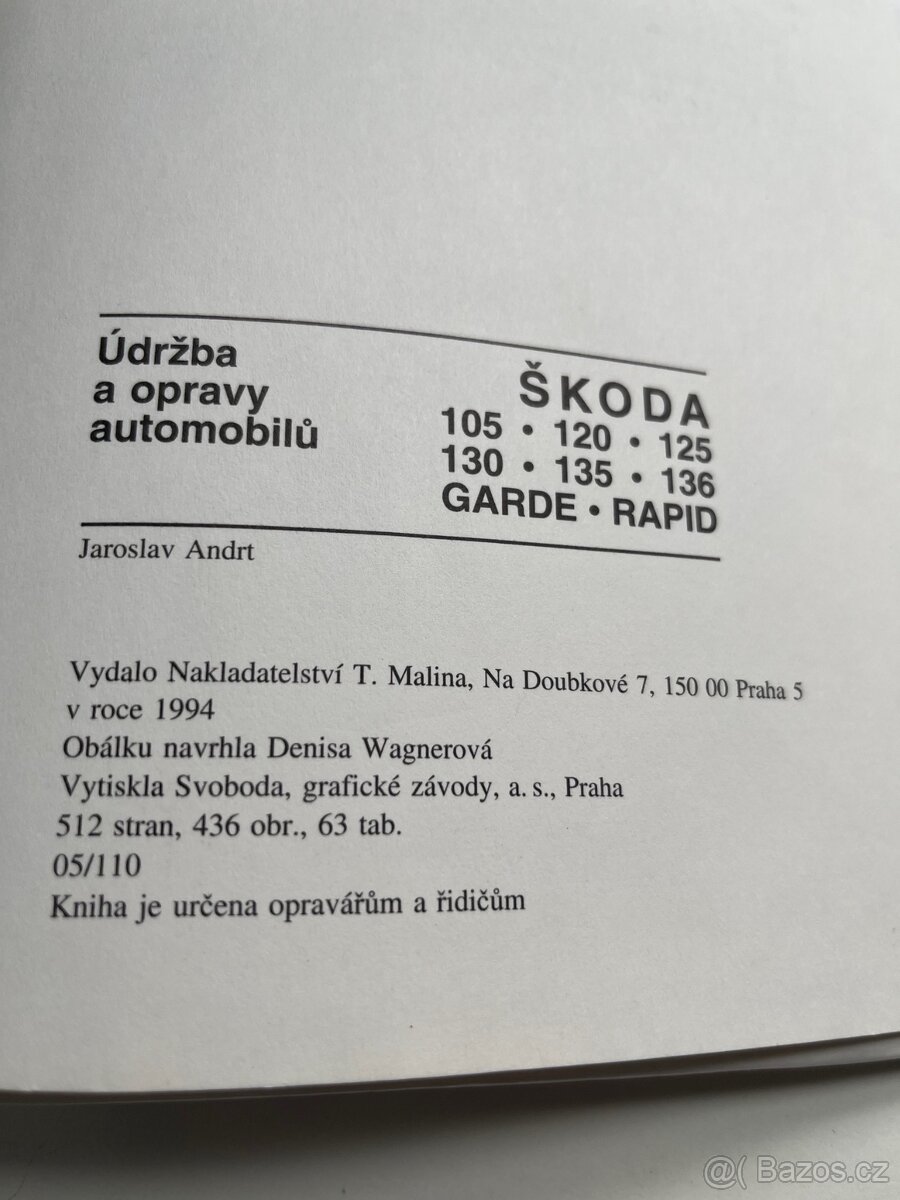 Údržba
a opravy
automobilů
ŠKODA
105 • 120 • 125
130 • 135 • 136
GARDE • RAPID
Jaroslav Andrt
Vydalo Nakladatelství T. Malina, Na Doubkové 7, 150 00 Praha 5
v roce 1994
Obálku navrhla Denisa Wagnerová
Vytiskla Svoboda, grafické závody, a. s., Praha
512 stran, 436 obr., 63 tab.
05/110
Kniha je určena opravářům a řidičům
@( Bazos.cz